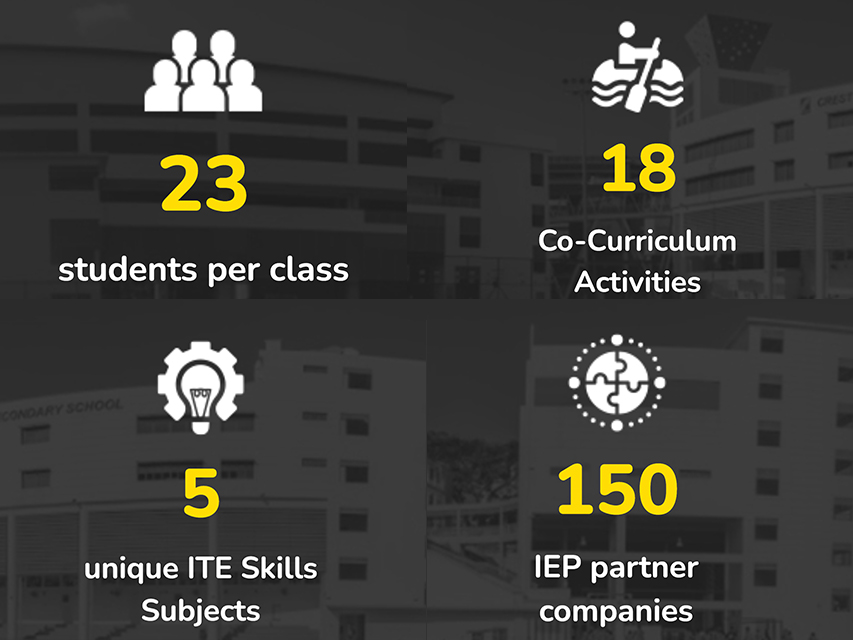 23
students per class
18
Co-Curriculum
Activities
5
unique ITE Skills
Subjects
150
IEP partner
companies
CREST
CONDARY SCHOOL